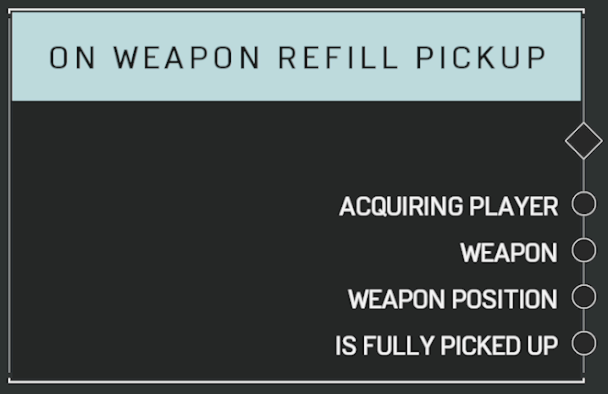 ON WEAPON REFILL PICKUP
ACQUIRING PLAYER
WEAPON
WEAPON POSITION
IS FULLY PICKED UP